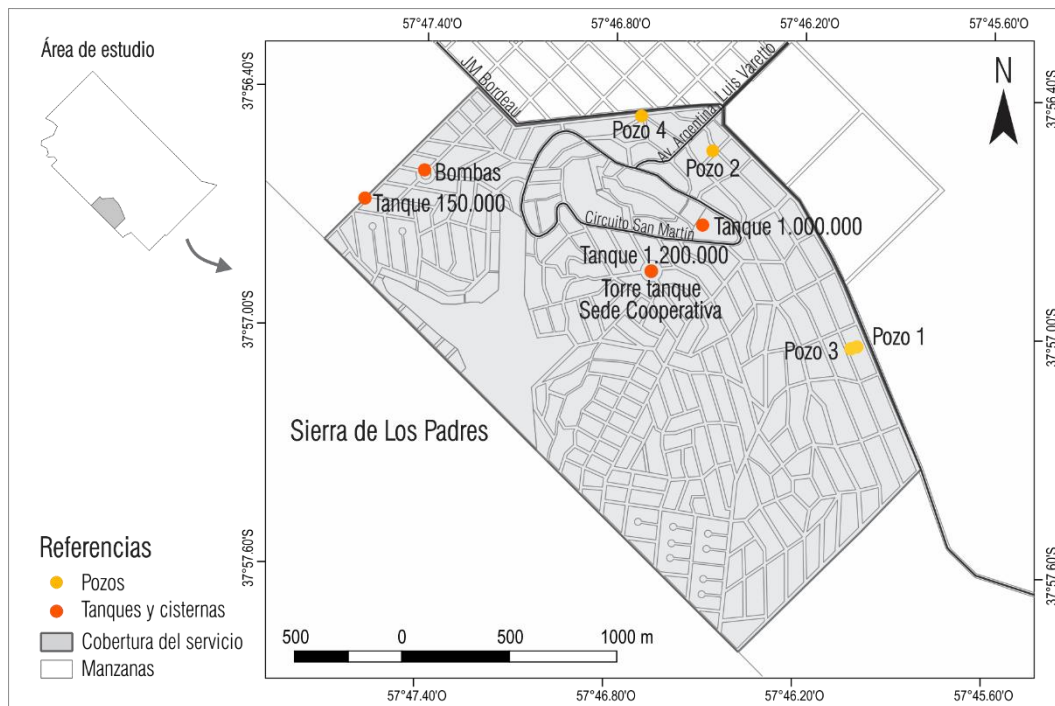 Área de estudio
57°47.40'O
57°46.80'O
57°46.20'O
57°45.60'O
37°56.40'S
37°57.00'S
37°57.60'S
N
JM Bordeau
Luis Varetto
Av. Argentina
Pozo 4
Pozo 2
Bombas
Tanque 150.000
Circuito San Martín
Tanque 1.000.000
Tanque 1.200.000
Torre tanque
Sede Cooperativa
Pozo 3
Pozo 1
Sierra de Los Padres
37°56.40'S
37°57.00'S
37°57.60'S
Referencias
Pozos
Tanques y cisternas
Cobertura del servicio
Manzanas
500 0 500 1000 m
57°47.40'O
57°46.80'O
57°46.20'O
57°45.60'O